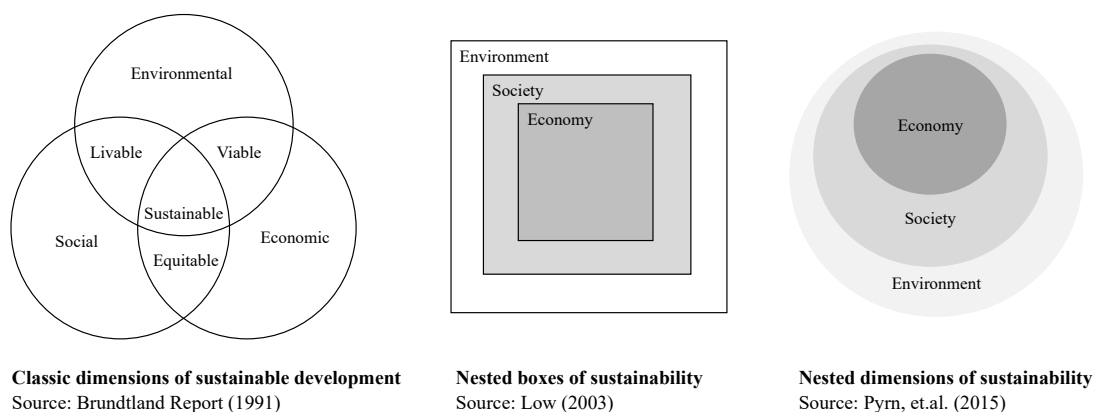 Environmental
Livable
Viable
Sustainable
Social
Economic
Equitable
Classic dimensions of sustainable development
Source: Brundtland Report (1991)
Environment
Society
Economy
Nested boxes of sustainability
Source: Low (2003)
Economy
Society
Environment
Nested dimensions of sustainability
Source: Pyrn, et.al. (2015)